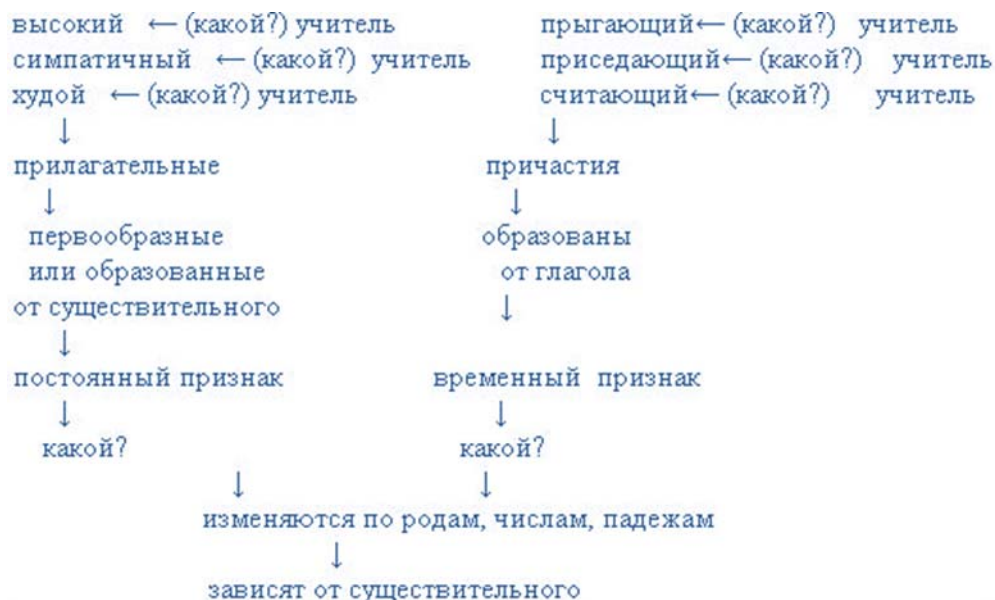 высокий ← (какой?) учитель прыгающий← (какой?) учитель
симпатичный ← (какой?) учитель приседающий← (какой?) учитель
худой ← (какой?) учитель считающий← (какой?) учитель
↓ ↓
прилагательные причастия
↓ ↓
первообразные образованы
или образованные от глагола
от существительного ↓
↓
постоянный признак временный признак
↓ ↓
какой? какой?
↓ ↓
изменяются по родам, числам, падежам
↓
зависят от существительного